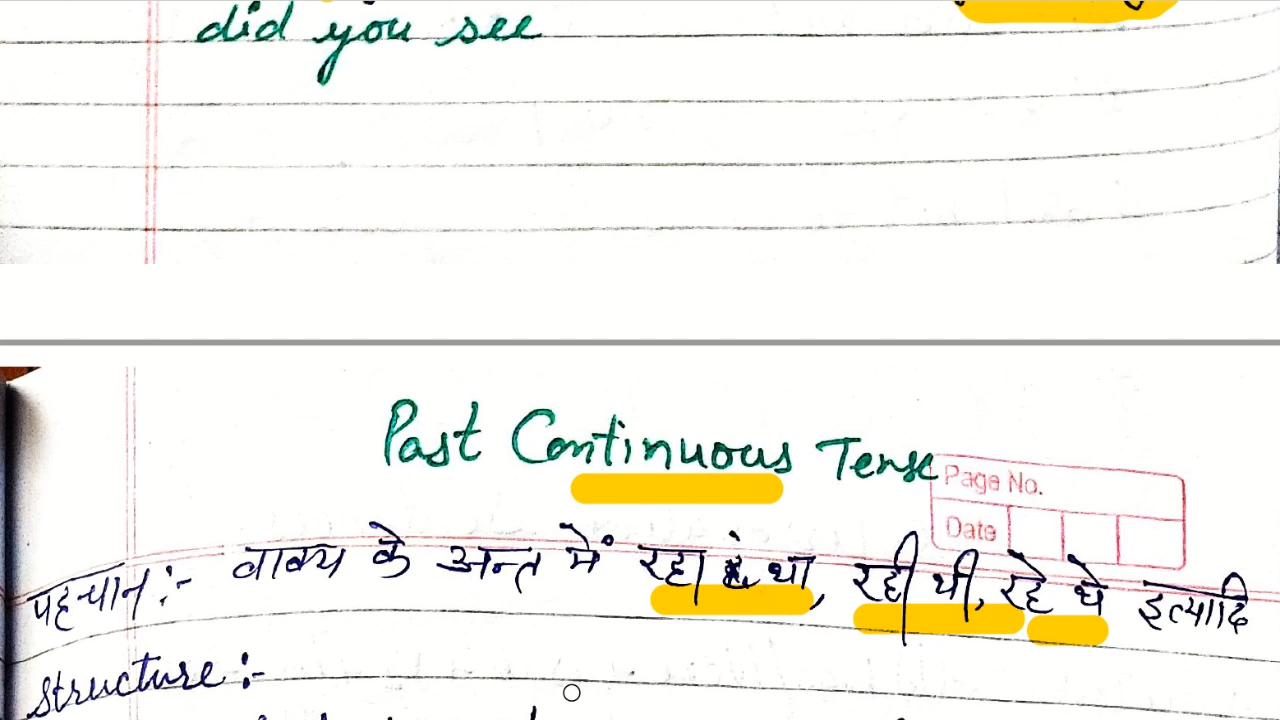 did you see
Past Continuous Tense
Page No.
Date
पहचान :- वाक्य के अन्त में रहा था, रही थी, रहे थे इत्यादि
structure :-